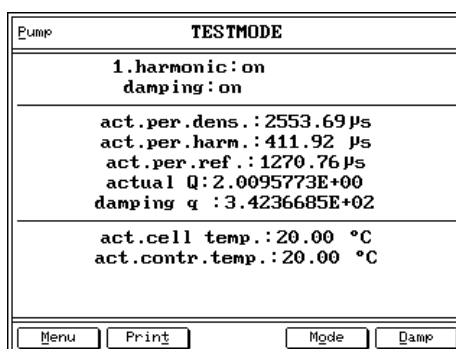 Pump TESTMODE
1.harmonic:on
damping:on
act.per.dens.:2553.69µs
act.per.harm.:411.92 µs
act.per.ref.:1270.76µs
actual Q:2.0095773E+00
damping q :3.4236685E+02
act.cell temp.:20.00 °C
act.contr.temp.:20.00 °C
Menu Print Mode Damp